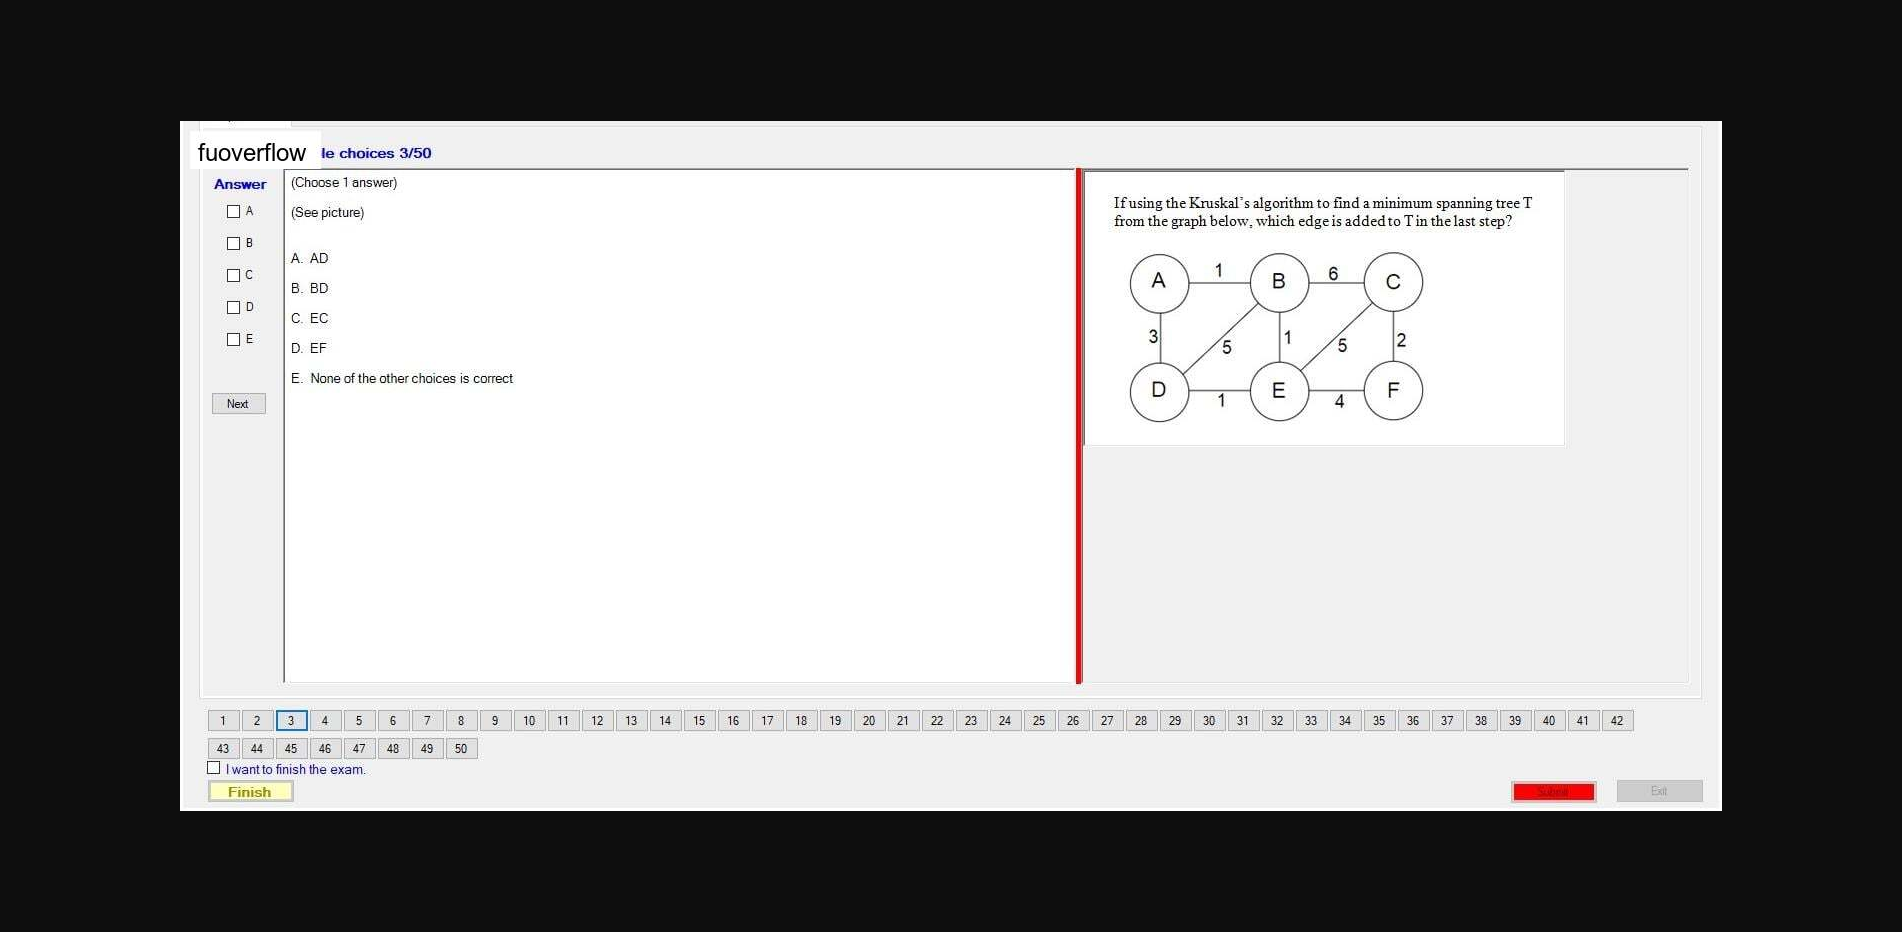 fuoverflow le choices 3/50
Answer
A
B
C
D
E
Next
(Choose 1 answer)
(See picture)
A. AD
B. BD
C. EC
D. EF
E. None of the other choices is correct
If using the Kruskal's algorithm to find a minimum spanning tree T
from the graph below, which edge is added to T in the last step?
A 1 B 6 C
3 5 1 5 2
D 1 E 4 F
1 2 3 4 5 6 7 8 9 10 11 12 13 14 15 16 17 18 19 20 21 22 23 24 25 26 27 28 29 30 31 32 33 34 35 36 37 38 39 40 41 42
43 44 45 46 47 48 49 50
I want to finish the exam.
Finish
Submit Exit